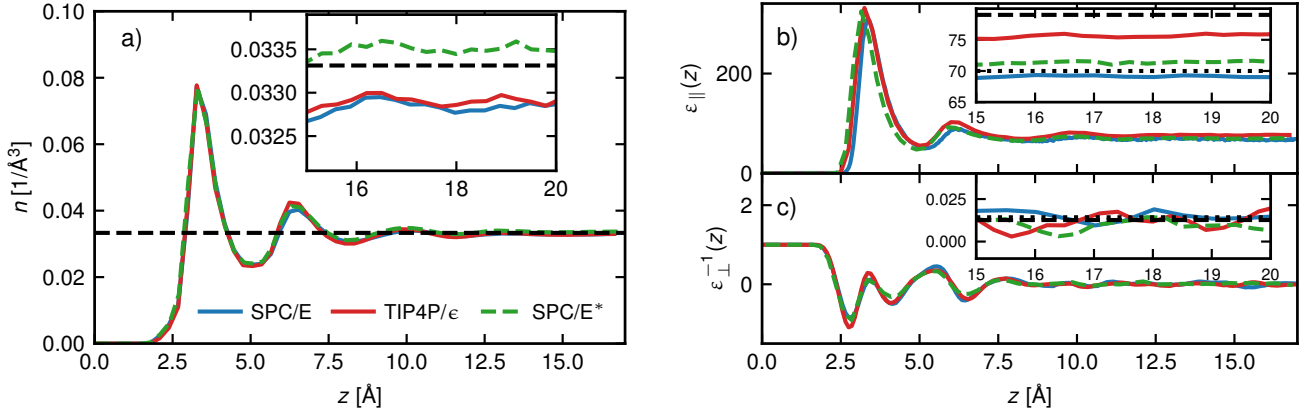 a)
n [1/Å³]
0.10
0.08
0.06
0.04
0.02
0.00
0.0 2.5 5.0 7.5 10.0 12.5 15.0
z [Å]
0.0335
0.0330
0.0325
16 18 20
SPC/E TIP4P/ϵ SPC/E*
b)
ε||(z)
200
0
75
70
65
15 16 17 18 19 20
c)
ε⊥⁻¹(z)
2
0
0.025
0.000
15 16 17 18 19 20
0.0 2.5 5.0 7.5 10.0 12.5 15.0
z [Å]